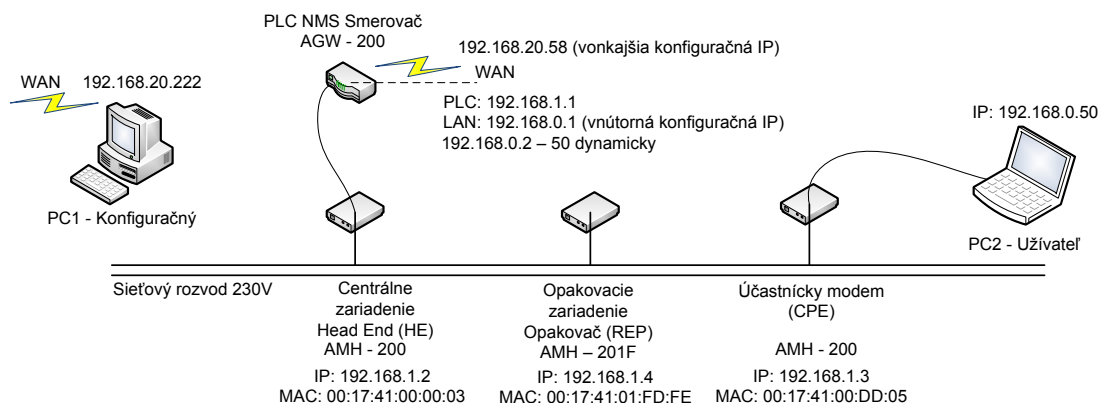 PLC NMS Smerovač
AGW - 200
192.168.20.58 (vonkajšia konfiguračná IP)
WAN
WAN 192.168.20.222
PLC: 192.168.1.1
LAN: 192.168.0.1 (vnútorná konfiguračná IP)
192.168.0.2 – 50 dynamicky
IP: 192.168.0.50
PC1 - Konfiguračný
PC2 - Užívateľ
Sieťový rozvod 230V
Centrálne
zariadenie
Head End (HE)
AMH - 200
IP: 192.168.1.2
MAC: 00:17:41:00:00:03
Opakovacie
zariadenie
Opakovač (REP)
AMH – 201F
IP: 192.168.1.4
MAC: 00:17:41:01:FD:FE
Účastnícky modem
(CPE)
AMH - 200
IP: 192.168.1.3
MAC: 00:17:41:00:DD:05